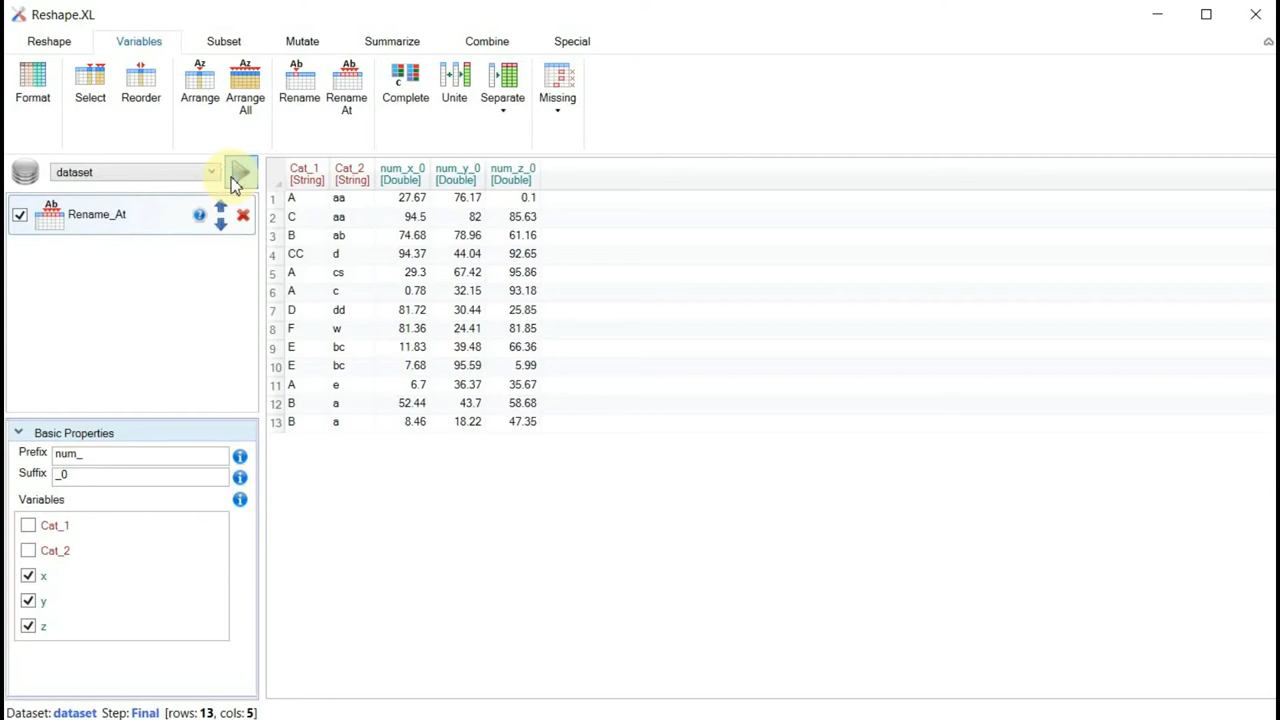 Reshape.XL
Reshape Variables Subset Mutate Summarize Combine Special
Az Az Ab Ab
C
Format Select Reorder Arrange Arrange All Rename Rename At Complete Unite Separate Missing
dataset
Ab
Rename_At
Cat_1 Cat_2 num_x_0 num_y_0 num_z_0
[String] [String] [Double] [Double] [Double]
1 A aa 27.67 76.17 0.1
2 C aa 94.5 82 85.63
3 B ab 74.68 78.96 61.16
4 CC d 94.37 44.04 92.65
5 A cs 29.3 67.42 95.86
6 A c 0.78 32.15 93.18
7 D dd 81.72 30.44 25.85
8 F w 81.36 24.41 81.85
9 E bc 11.83 39.48 66.36
10 E bc 7.68 95.59 5.99
11 A e 6.7 36.37 35.67
12 B a 52.44 43.7 58.68
13 B a 8.46 18.22 47.35
Basic Properties
Prefix num_
Suffix _0
Variables
Cat_1
Cat_2
x
y
z
Dataset: dataset Step: Final [rows: 13, cols: 5]